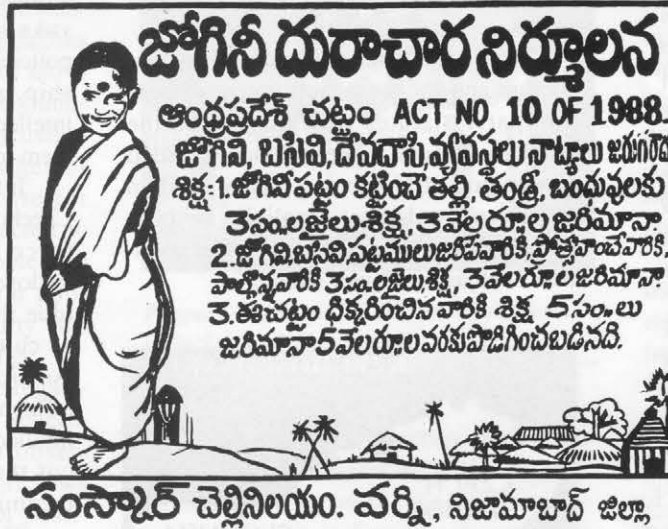 జోగినీ దురాచార నిర్మూలన
ఆంధ్రప్రదేశ్ చట్టం ACT NO 10 OF 1988
జోగిని, బసివి, దేవదాసి, వ్యవస్థలు నాట్యాలు జరుగరాదు
శిక్ష: 1. జోగినీ పట్టం కట్టించే తల్లి, తండ్రి, బంధువులకు
3సం.ల జైలు శిక్ష, 3 వేల రూ.ల జరిమానా.
2. జోగిని, బసివి, పట్టములు జరిపేవారికి, ప్రోత్సహించేవారికి,
పాల్గొన్నవారికి 3సం.ల జైలు శిక్ష, 3 వేల రూ.ల జరిమానా.
3. ఈ చట్టం ధిక్కరించిన వారికి శిక్ష 5 సం.. లు
జరిమానా 5 వేల రూ.ల వరకు పొడిగించబడినది.
సంస్కార్ చెల్లినిలయం. వర్ని, నిజామాబాద్ జిల్లా